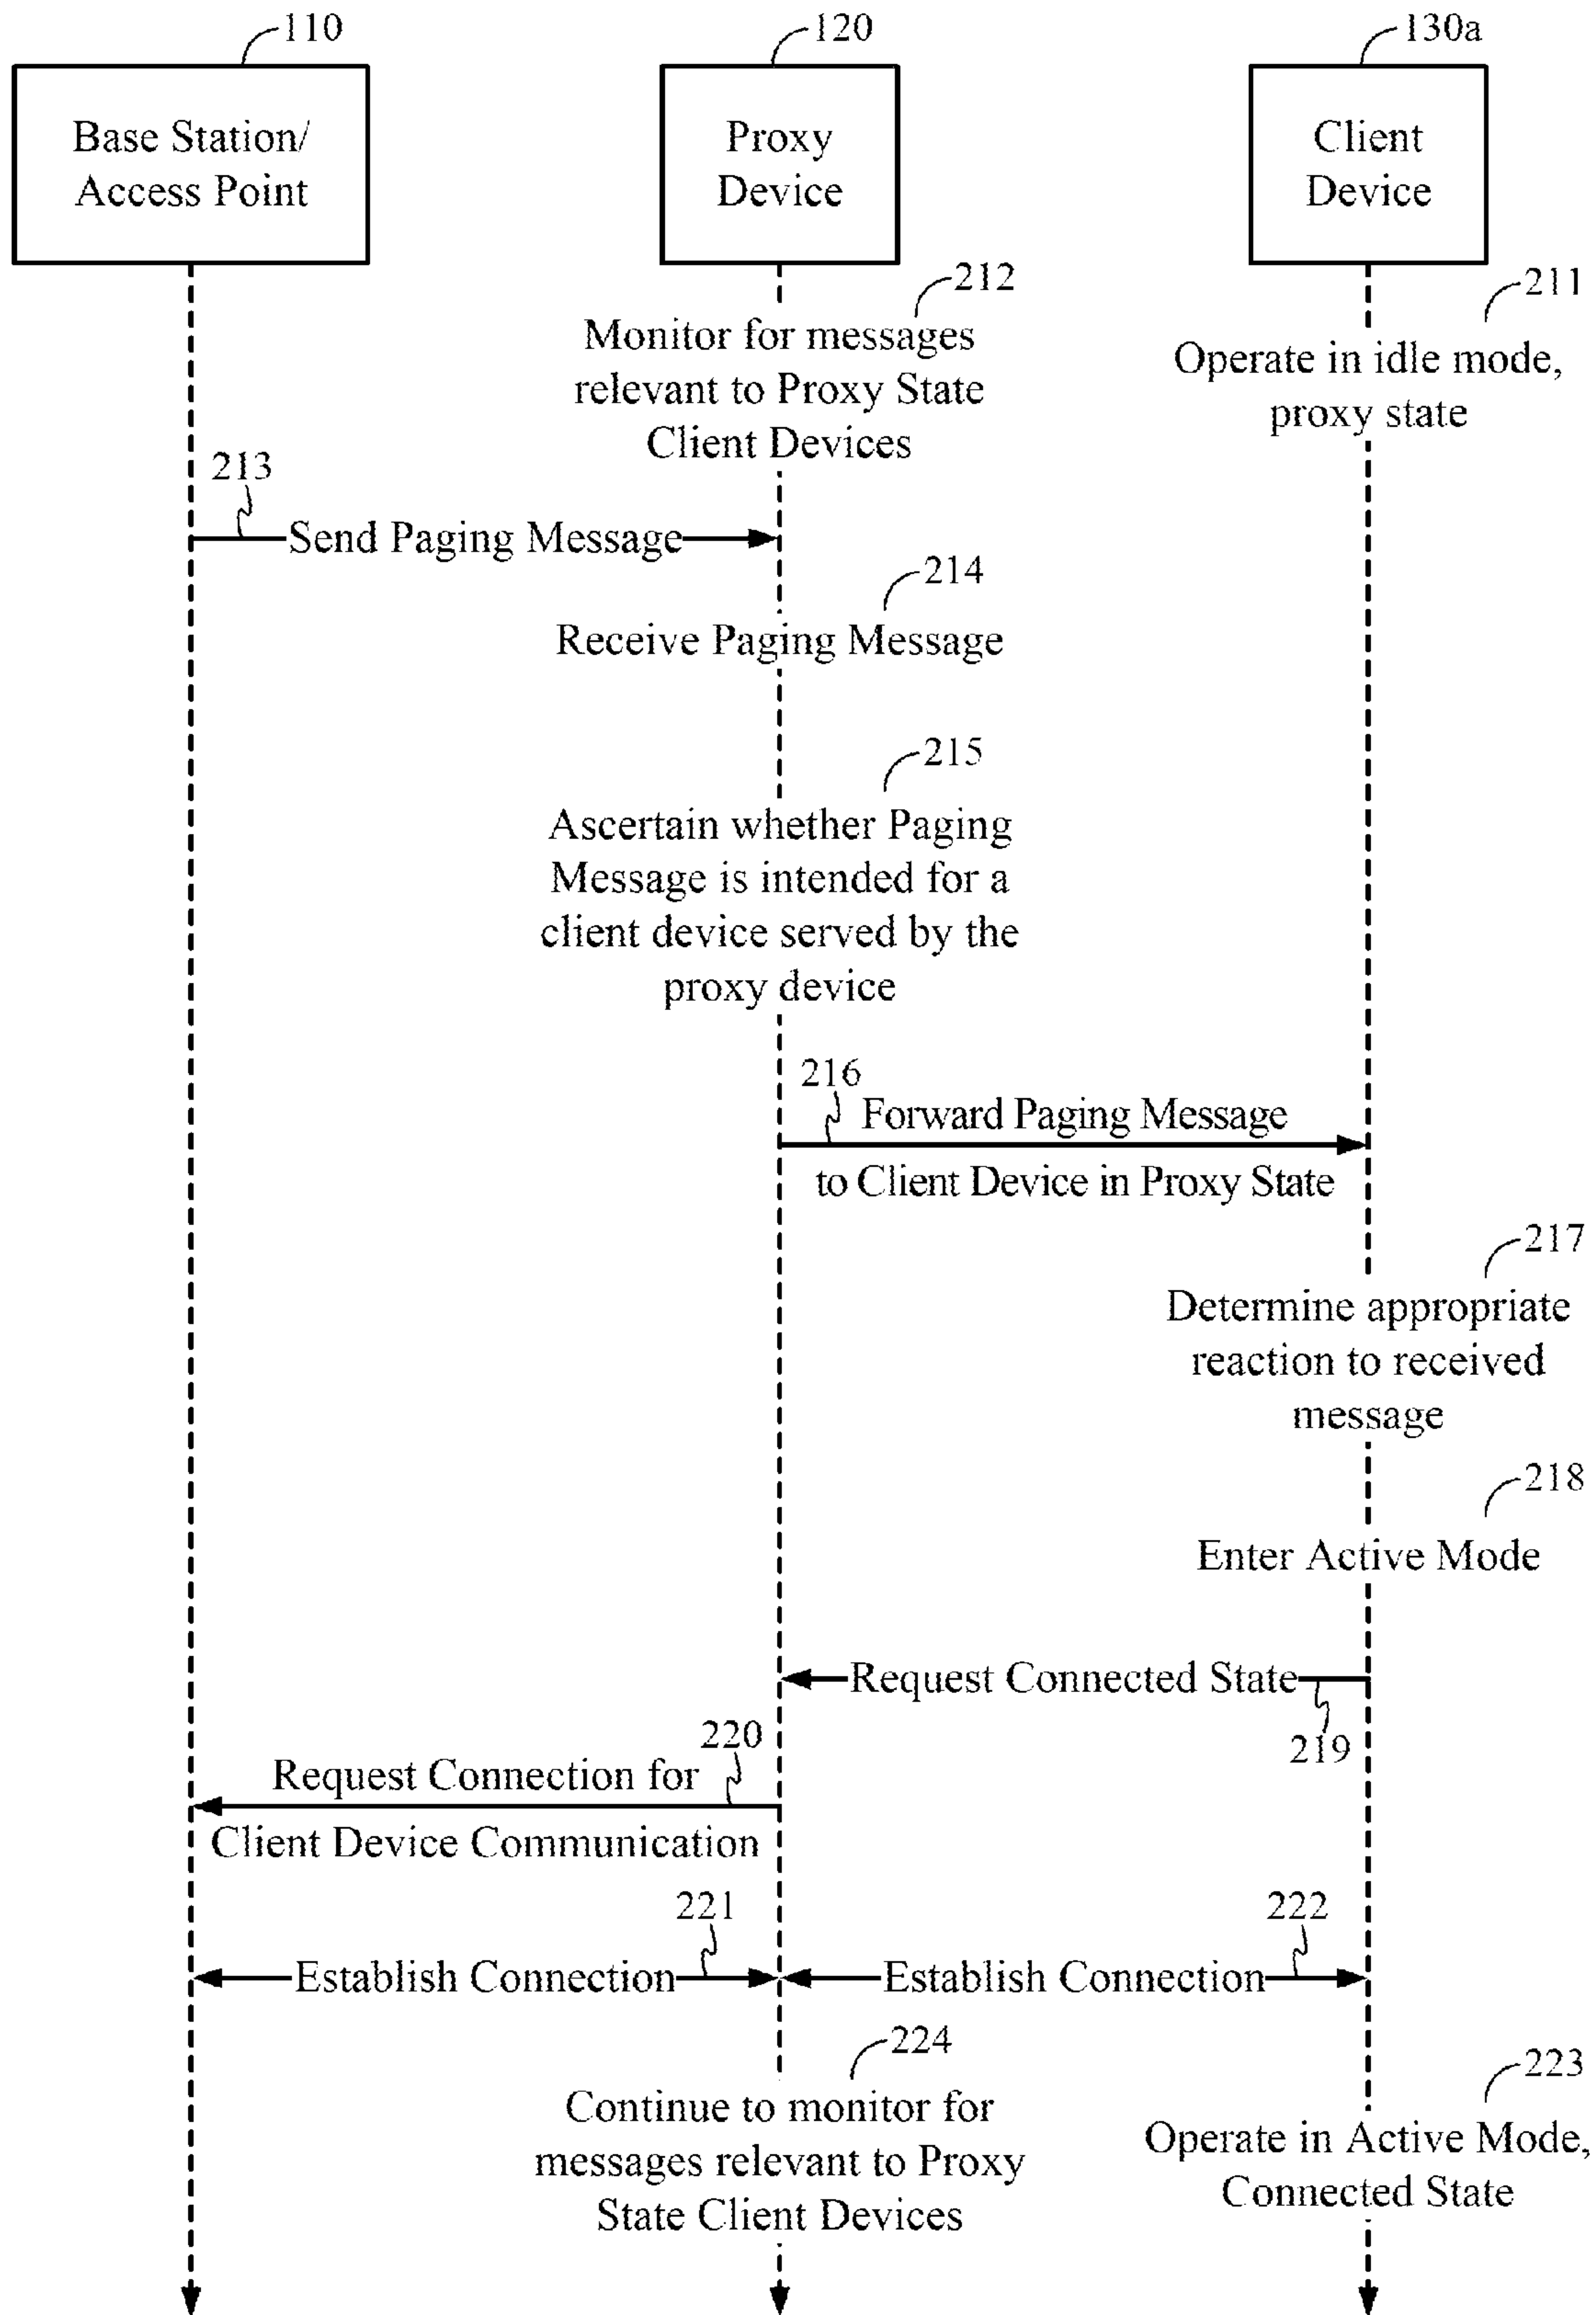 110
120
130a
Base Station/
Access Point
Proxy
Device
Client
Device
212
Monitor for messages
relevant to Proxy State
Client Devices
211
Operate in idle mode,
proxy state
213
Send Paging Message
214
Receive Paging Message
215
Ascertain whether Paging
Message is intended for a
client device served by the
proxy device
216
Forward Paging Message
to Client Device in Proxy State
217
Determine appropriate
reaction to received
message
218
Enter Active Mode
Request Connected State
219
220
Request Connection for
Client Device Communication
221
Establish Connection
222
Establish Connection
224
Continue to monitor for
messages relevant to Proxy
State Client Devices
223
Operate in Active Mode,
Connected State